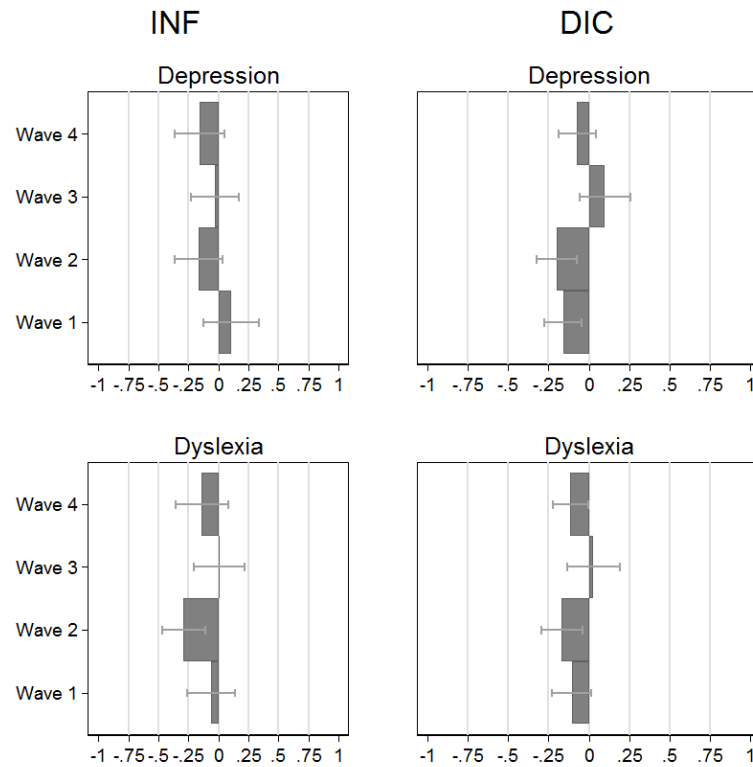 INF DIC
Depression Depression
Wave 4
Wave 3
Wave 2
Wave 1
-1 -.75 -.5 -.25 0 .25 .5 .75 1 -1 -.75 -.5 -.25 0 .25 .5 .75 1
Dyslexia Dyslexia
Wave 4
Wave 3
Wave 2
Wave 1
-1 -.75 -.5 -.25 0 .25 .5 .75 1 -1 -.75 -.5 -.25 0 .25 .5 .75 1